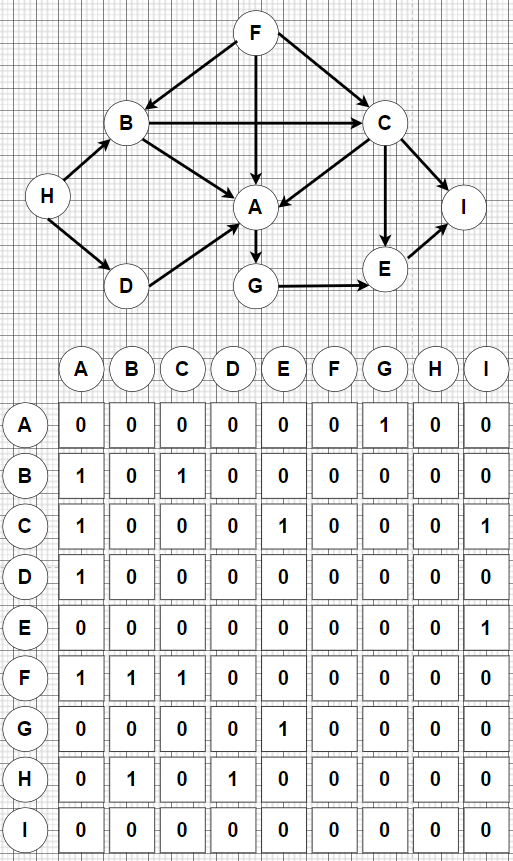 F
B C
H A I
D G E
A B C D E F G H I
A 0 0 0 0 0 0 1 0 0
B 1 0 1 0 0 0 0 0 0
C 1 0 0 0 1 0 0 0 1
D 1 0 0 0 0 0 0 0 0
E 0 0 0 0 0 0 0 0 1
F 1 1 1 0 0 0 0 0 0
G 0 0 0 0 1 0 0 0 0
H 0 1 0 1 0 0 0 0 0
I 0 0 0 0 0 0 0 0 0